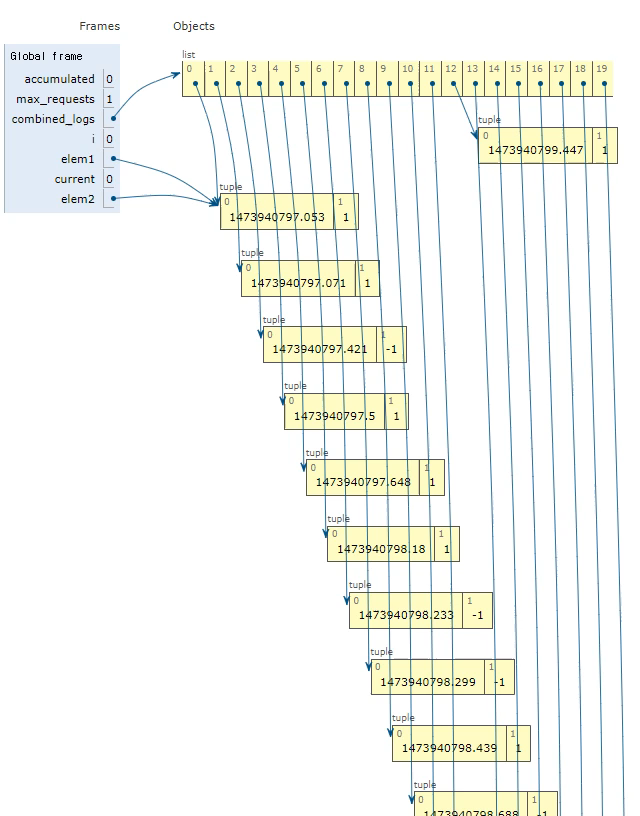 Frames Objects
Global frame
accumulated 0
max_requests 1
combined_logs
i 0
elem1
current 0
elem2
list
0 1 2 3 4 5 6 7 8 9 10 11 12 13 14 15 16 17 18 19
tuple
0 1
1473940799.447 1
tuple
0 1
1473940797.053 1
tuple
0 1
1473940797.071 1
tuple
0 1
1473940797.421 -1
tuple
0 1
1473940797.5 1
tuple
0 1
1473940797.648 1
tuple
0 1
1473940798.18 1
tuple
0 1
1473940798.233 -1
tuple
0 1
1473940798.299 -1
tuple
0 1
1473940798.439 1
tuple
0 1
1473940798.688 -1